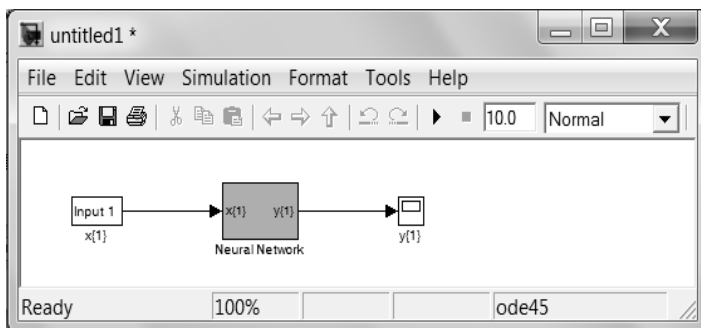 untitled1 *
File Edit View Simulation Format Tools Help
10.0 Normal
Input 1
x{1}
x{1} y{1}
Neural Network
y{1}
Ready 100% ode45